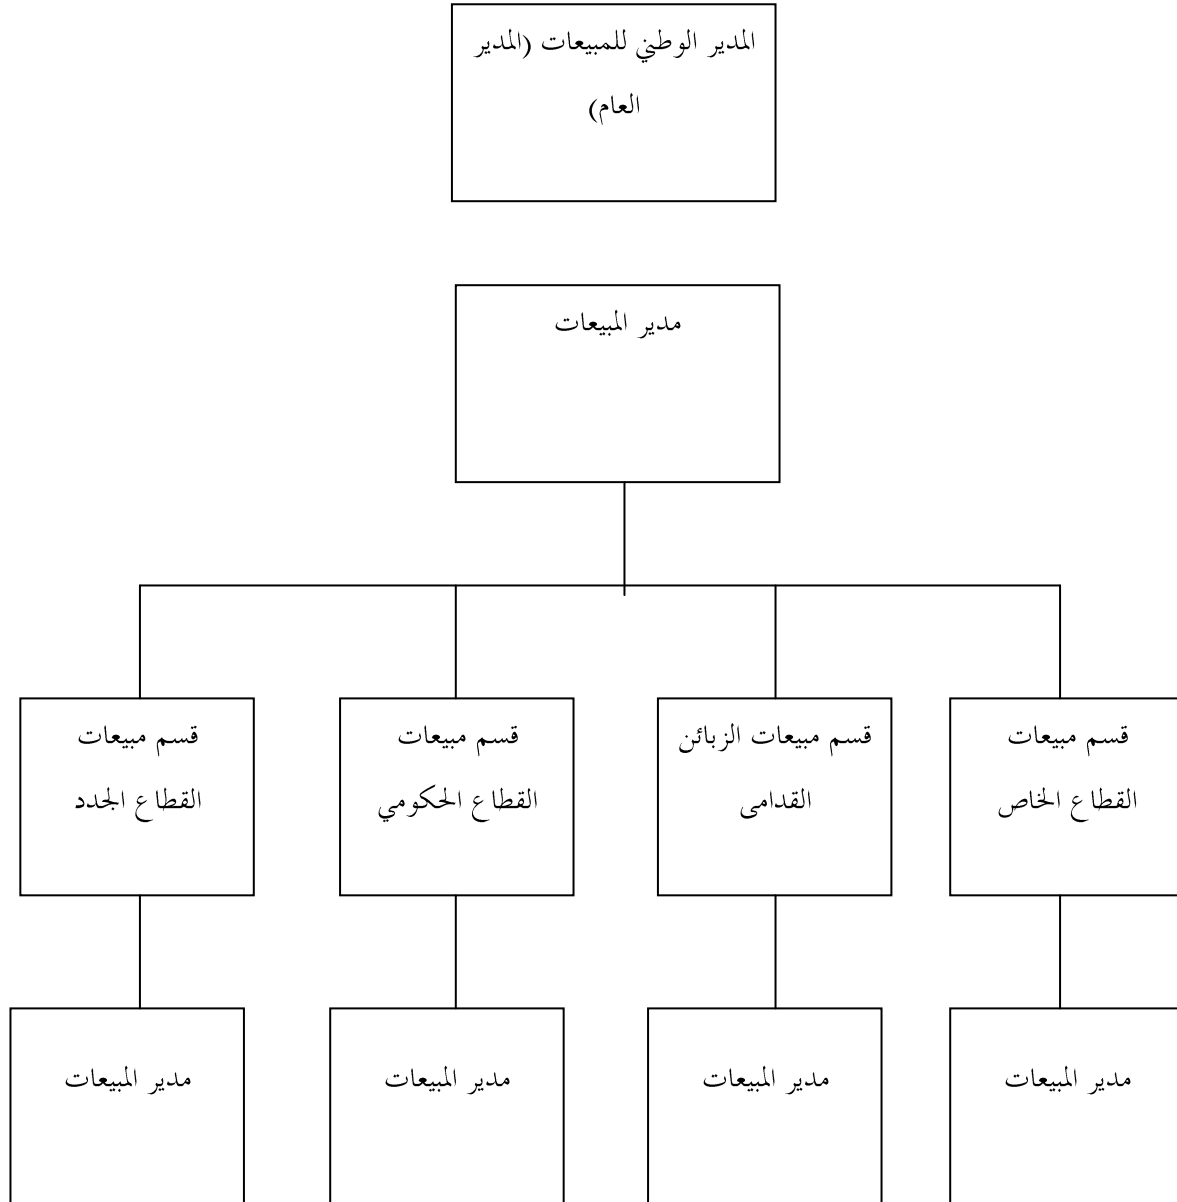 المدير الوطني للمبيعات (المدير
العام)
مدير المبيعات
قسم مبيعات
القطاع الخاص
قسم مبيعات الزبائن
القدامى
قسم مبيعات
القطاع الحكومي
قسم مبيعات
القطاع الجدد
مدير المبيعات
مدير المبيعات
مدير المبيعات
مدير المبيعات